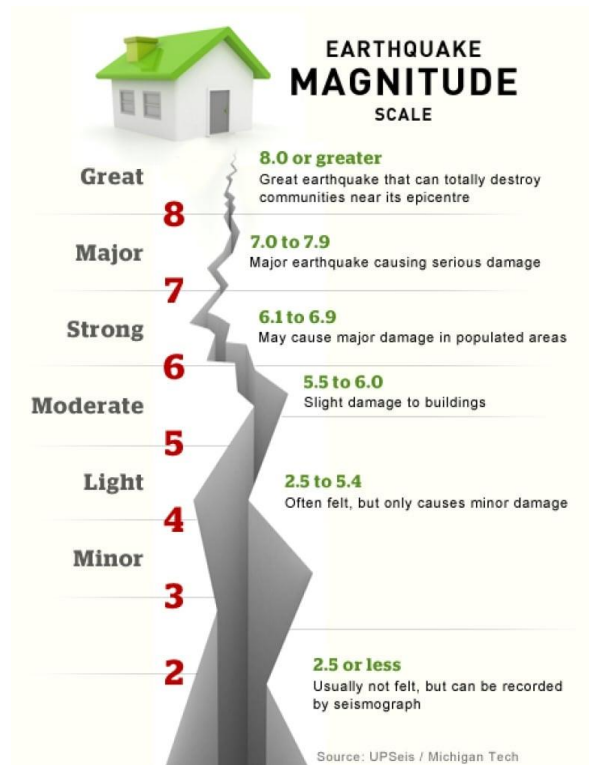 EARTHQUAKE
MAGNITUDE
SCALE
8.0 or greater
Great
Great earthquake that can totally destroy
communities near its epicentre
8
7.0 to 7.9
Major
Major earthquake causing serious damage
7
6.1 to 6.9
Strong
May cause major damage in populated areas
6
5.5 to 6.0
Moderate
Slight damage to buildings
5
Light
2.5 to 5.4
Often felt, but only causes minor damage
4
Minor
3
2.5 or less
2
Usually not felt, but can be recorded
by seismograph
Source: UPSeis / Michigan Tech